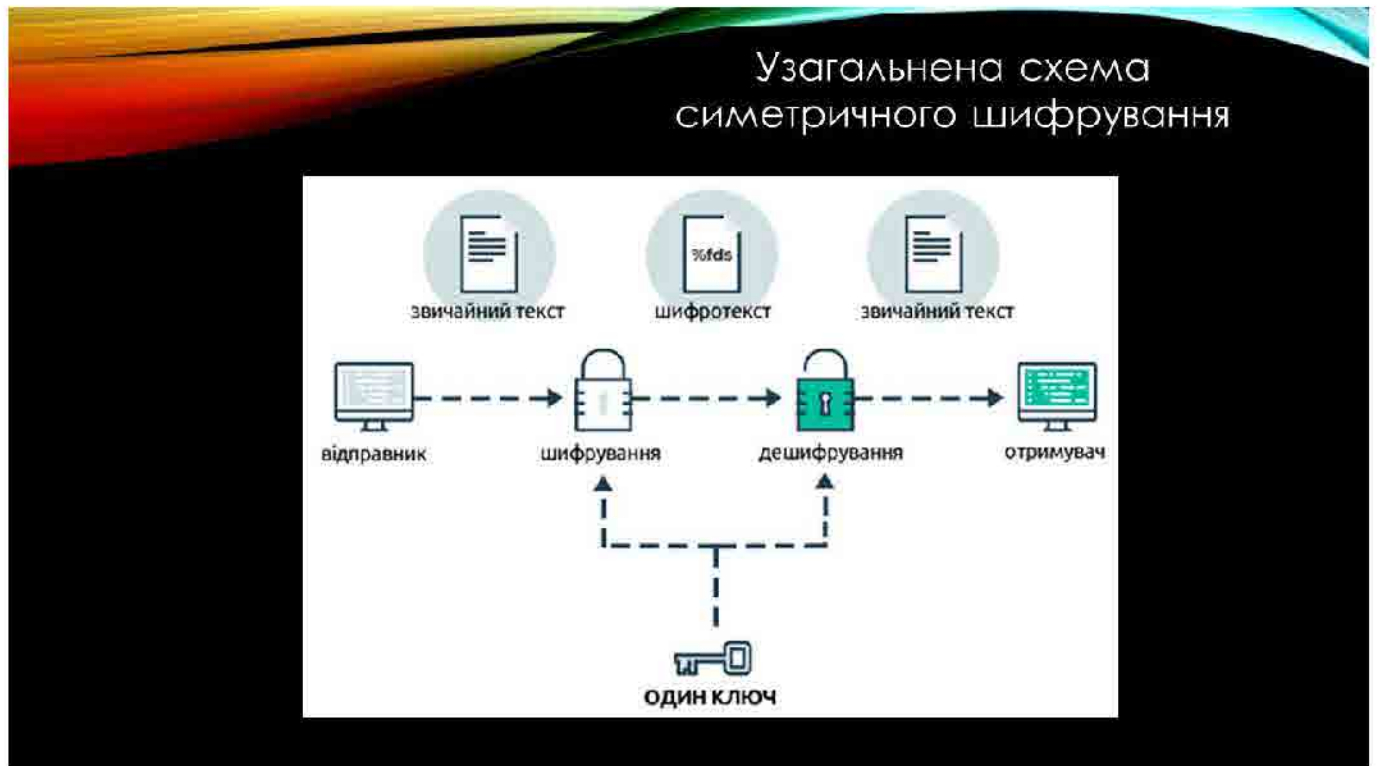 Узагальнена схема
симетричного шифрування
%fds
звичайний текст
шифротекст
звичайний текст
відправник
шифрування
дешифрування
отримувач
ОДИН КЛЮЧ